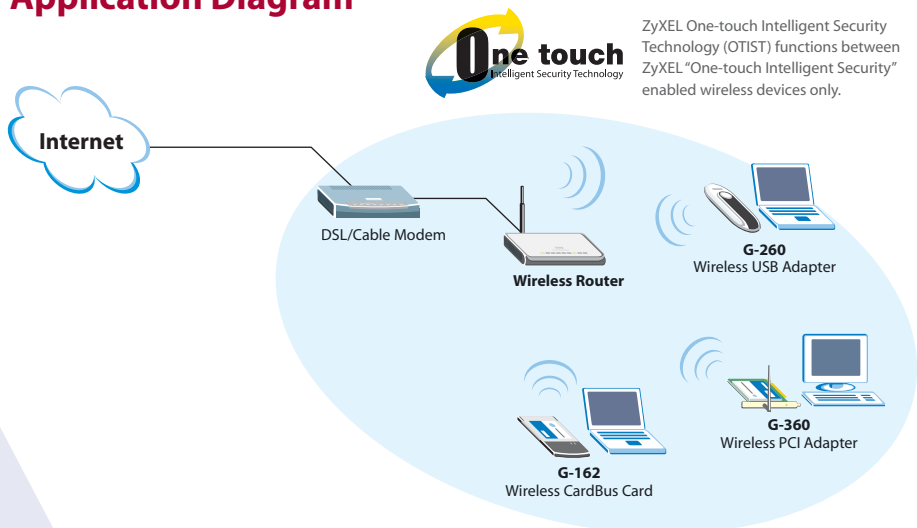 Application Diagram
One touch
Intelligent Security Technology
ZyXEL One-touch Intelligent Security
Technology (OTIST) functions between
ZyXEL “One-touch Intelligent Security”
enabled wireless devices only.
Internet
DSL/Cable Modem
Wireless Router
G-260
Wireless USB Adapter
G-360
Wireless PCI Adapter
G-162
Wireless CardBus Card